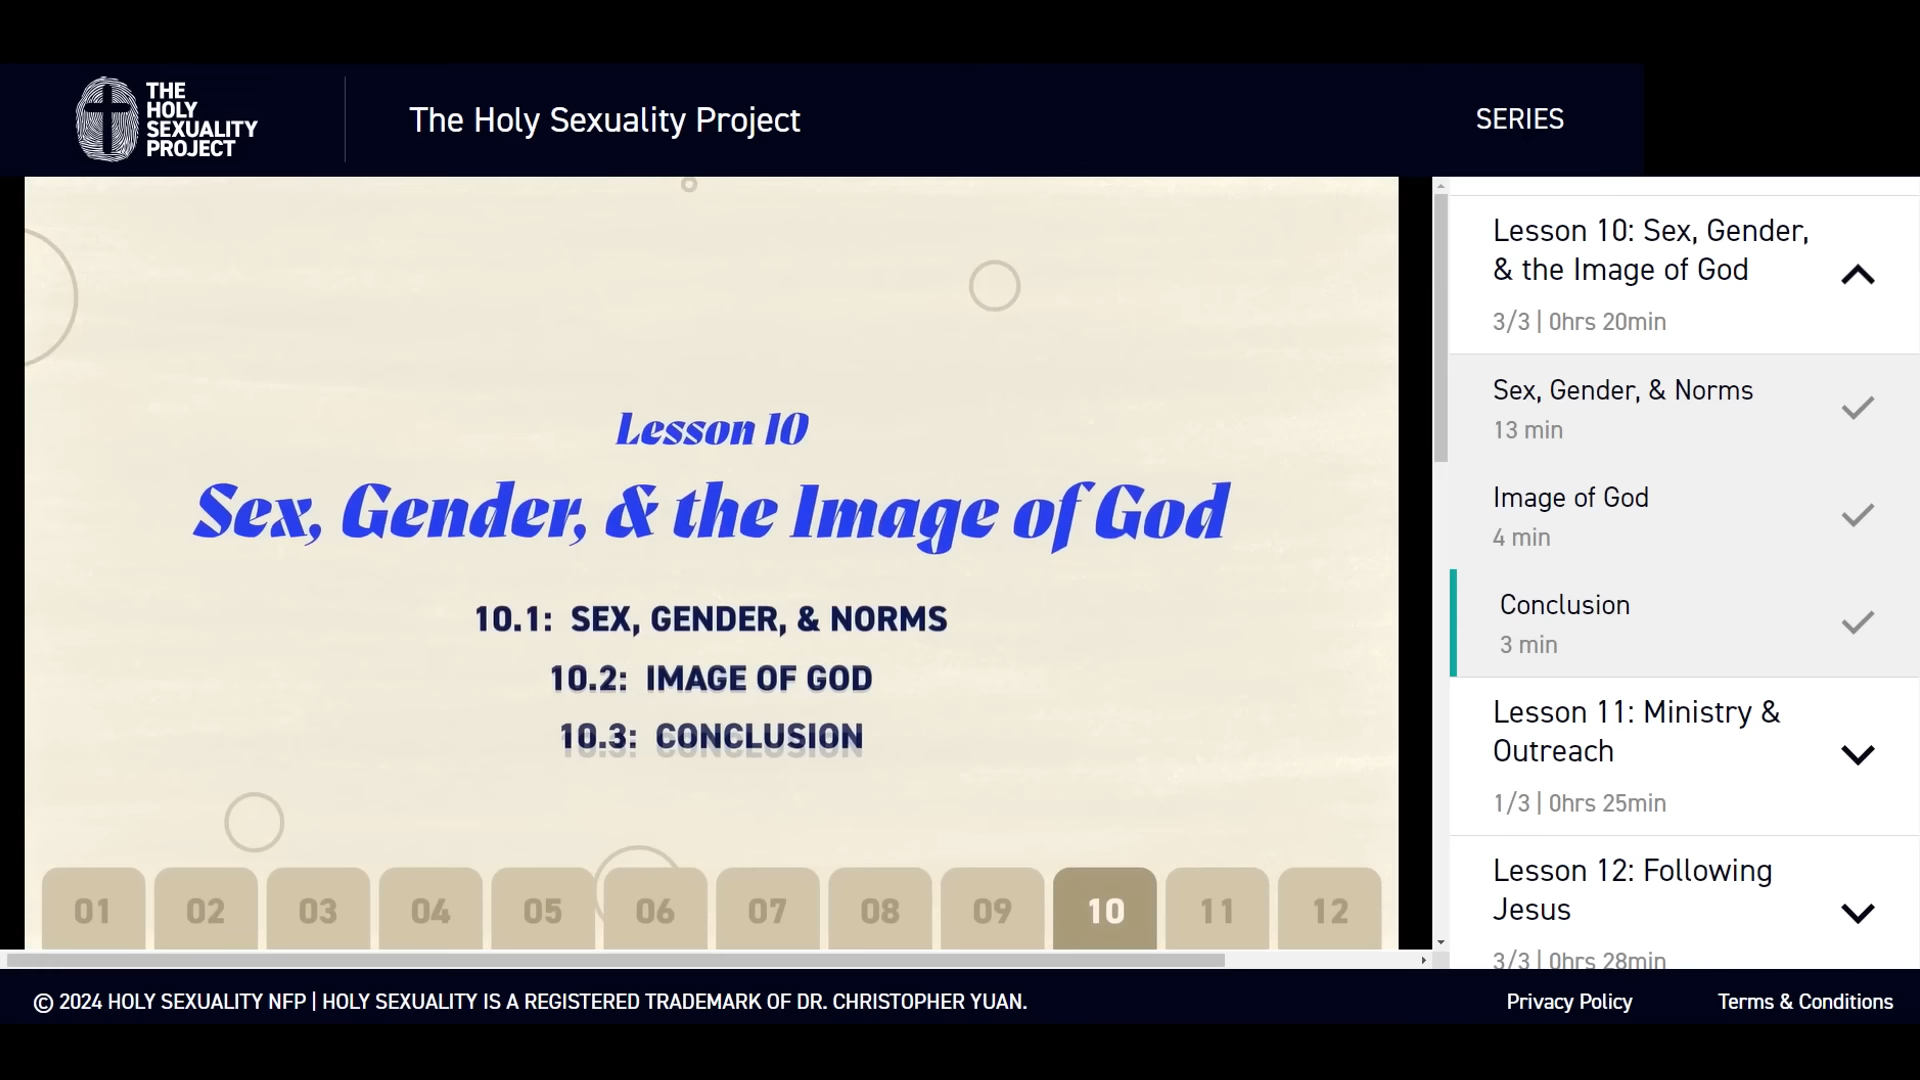 THE
HOLY
SEXUALITY
PROJECT
The Holy Sexuality Project
SERIES
Lesson 10
Sex, Gender, & the Image of God
10.1: SEX, GENDER, & NORMS
10.2: IMAGE OF GOD
10.3: CONCLUSION
01 02 03 04 05 06 07 08 09 10 11 12
Lesson 10: Sex, Gender,
& the Image of God
3/3 | 0hrs 20min
Sex, Gender, & Norms
13 min
Image of God
4 min
Conclusion
3 min
Lesson 11: Ministry &
Outreach
1/3 | 0hrs 25min
Lesson 12: Following
Jesus
3/3 | 0hrs 28min
© 2024 HOLY SEXUALITY NFP | HOLY SEXUALITY IS A REGISTERED TRADEMARK OF DR. CHRISTOPHER YUAN.
Privacy Policy
Terms & Conditions